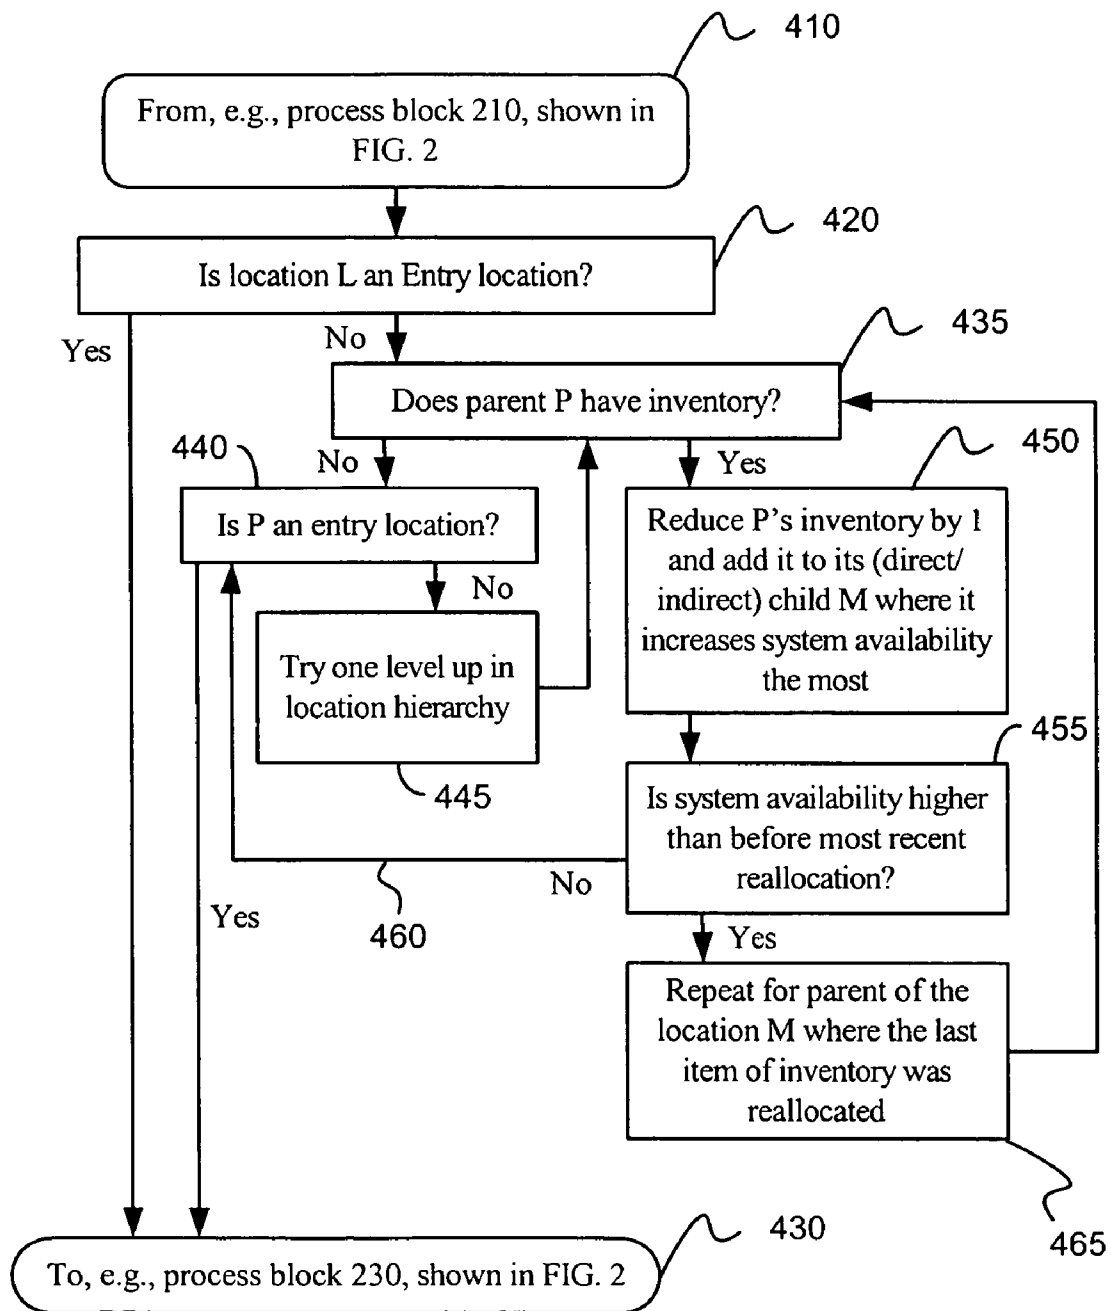 410
From, e.g., process block 210, shown in
FIG. 2
420
Is location L an Entry location?
Yes
No
435
Does parent P have inventory?
440
No
Yes
450
Is P an entry location?
No
Reduce P's inventory by 1
and add it to its (direct/
indirect) child M where it
increases system availability
the most
Try one level up in
location hierarchy
445
455
Is system availability higher
than before most recent
reallocation?
No
460
Yes
Yes
Repeat for parent of the
location M where the last
item of inventory was
reallocated
465
430
To, e.g., process block 230, shown in FIG. 2